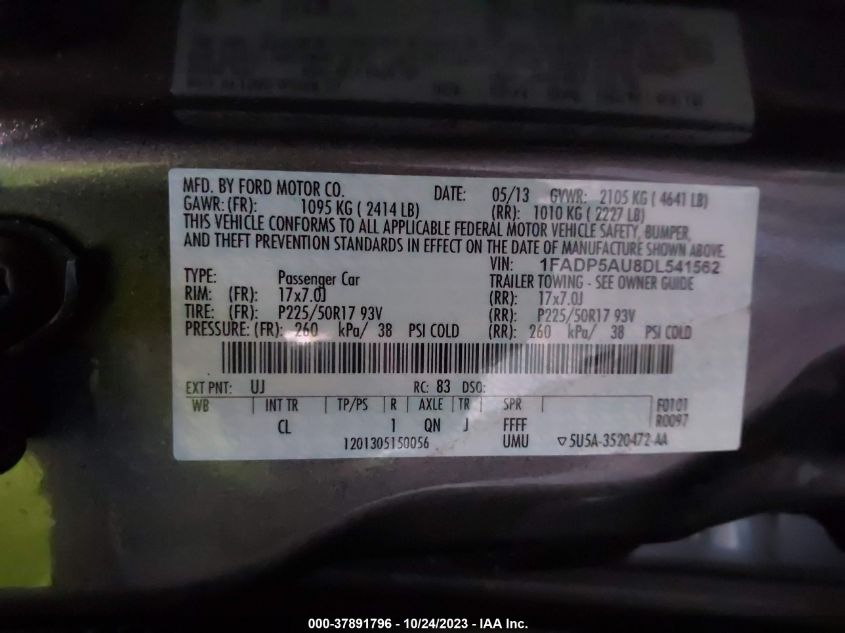 MFD. BY FORD MOTOR CO. DATE: 05/13 GVWR: 2105 KG ( 4641 LB)
GAWR: (FR): 1095 KG ( 2414 LB) (RR): 1010 KG ( 2227 LB)
THIS VEHICLE CONFORMS TO ALL APPLICABLE FEDERAL MOTOR VEHICLE SAFETY, BUMPER,
AND THEFT PREVENTION STANDARDS IN EFFECT ON THE DATE OF MANUFACTURE SHOWN ABOVE.
VIN: 1FADP5AU8DL541562
TYPE: Passenger Car TRAILER TOWING - SEE OWNER GUIDE
RIM: (FR): 17x7.0J (RR): 17x7.0J
TIRE: (FR): P225/50R17 93V (RR): P225/50R17 93V
PRESSURE: (FR): 260 kPa/ 38 PSI COLD (RR): 260 kPa/ 38 PSI COLD
EXT PNT: UJ RC: 83 DSO:
WB INT TR TP/PS R AXLE TR SPR F0101
CL 1 QN J FFFF R0097
1201305150056 UMU ▽5U5A-3520472-AA
000-37891796 - 10/24/2023 - IAA Inc.